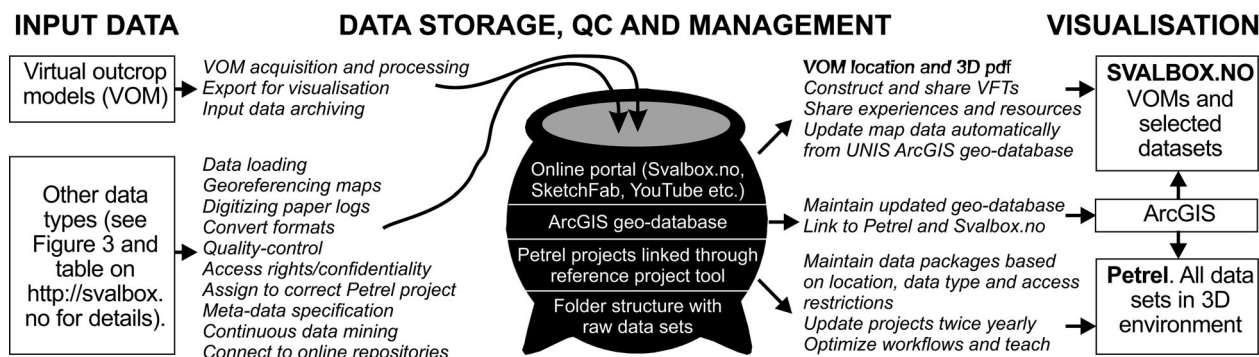 INPUT DATA
DATA STORAGE, QC AND MANAGEMENT
VISUALISATION
Virtual outcrop
models (VOM)
VOM acquisition and processing
Export for visualisation
Input data archiving
Other data
types (see
Figure 3 and
table on
http://svalbox.
no for details).
Data loading
Georeferencing maps
Digitizing paper logs
Convert formats
Quality-control
Access rights/confidentiality
Assign to correct Petrel project
Meta-data specification
Continuous data mining
Connect to online repositories
Online portal (Svalbox.no,
SketchFab, YouTube etc.)
ArcGIS geo-database
Petrel projects linked through
reference project tool
Folder structure with
raw data sets
VOM location and 3D pdf
Construct and share VFTs
Share experiences and resources
Update map data automatically
from UNIS ArcGIS geo-database
Maintain updated geo-database
Link to Petrel and Svalbox.no
Maintain data packages based
on location, data type and access
restrictions
Update projects twice yearly
Optimize workflows and teach
SVALBOX.NO
VOMs and
selected
datasets
ArcGIS
Petrel. All data
sets in 3D
environment